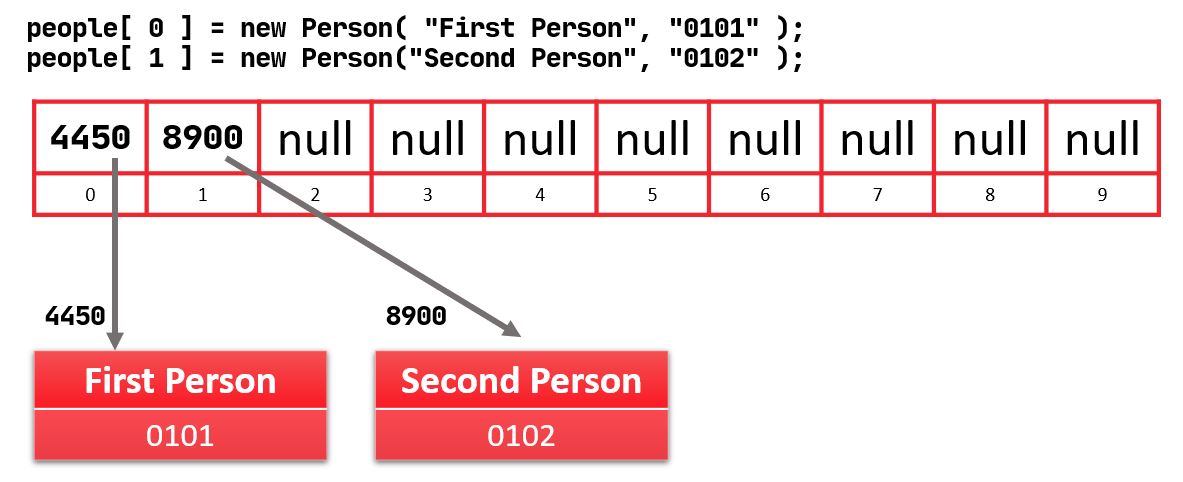 people[ 0 ] = new Person( "First Person", "0101" );
people[ 1 ] = new Person("Second Person", "0102" );
4450 8900 null null null null null null null null
0 1 2 3 4 5 6 7 8 9
4450 8900
First Person Second Person
0101 0102